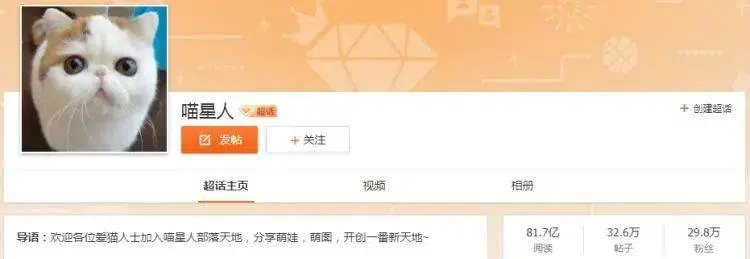 喵星人 超话
+ 创建超话
发帖
+ 关注
超话主页 视频 相册
导语：欢迎各位爱猫人士加入喵星人部落天地，分享萌娃，萌图，开创一番新天地~
81.7亿 32.6万 29.8万
阅读 帖子 粉丝